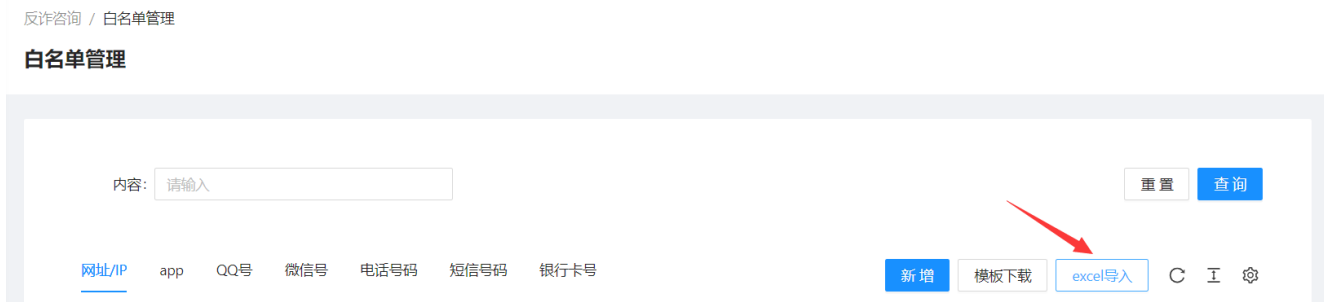 反诈咨询 / 白名单管理
白名单管理
内容: 请输入 重置 查询
网址/IP app QQ号 微信号 电话号码 短信号码 银行卡号 新增 模板下载 excel导入